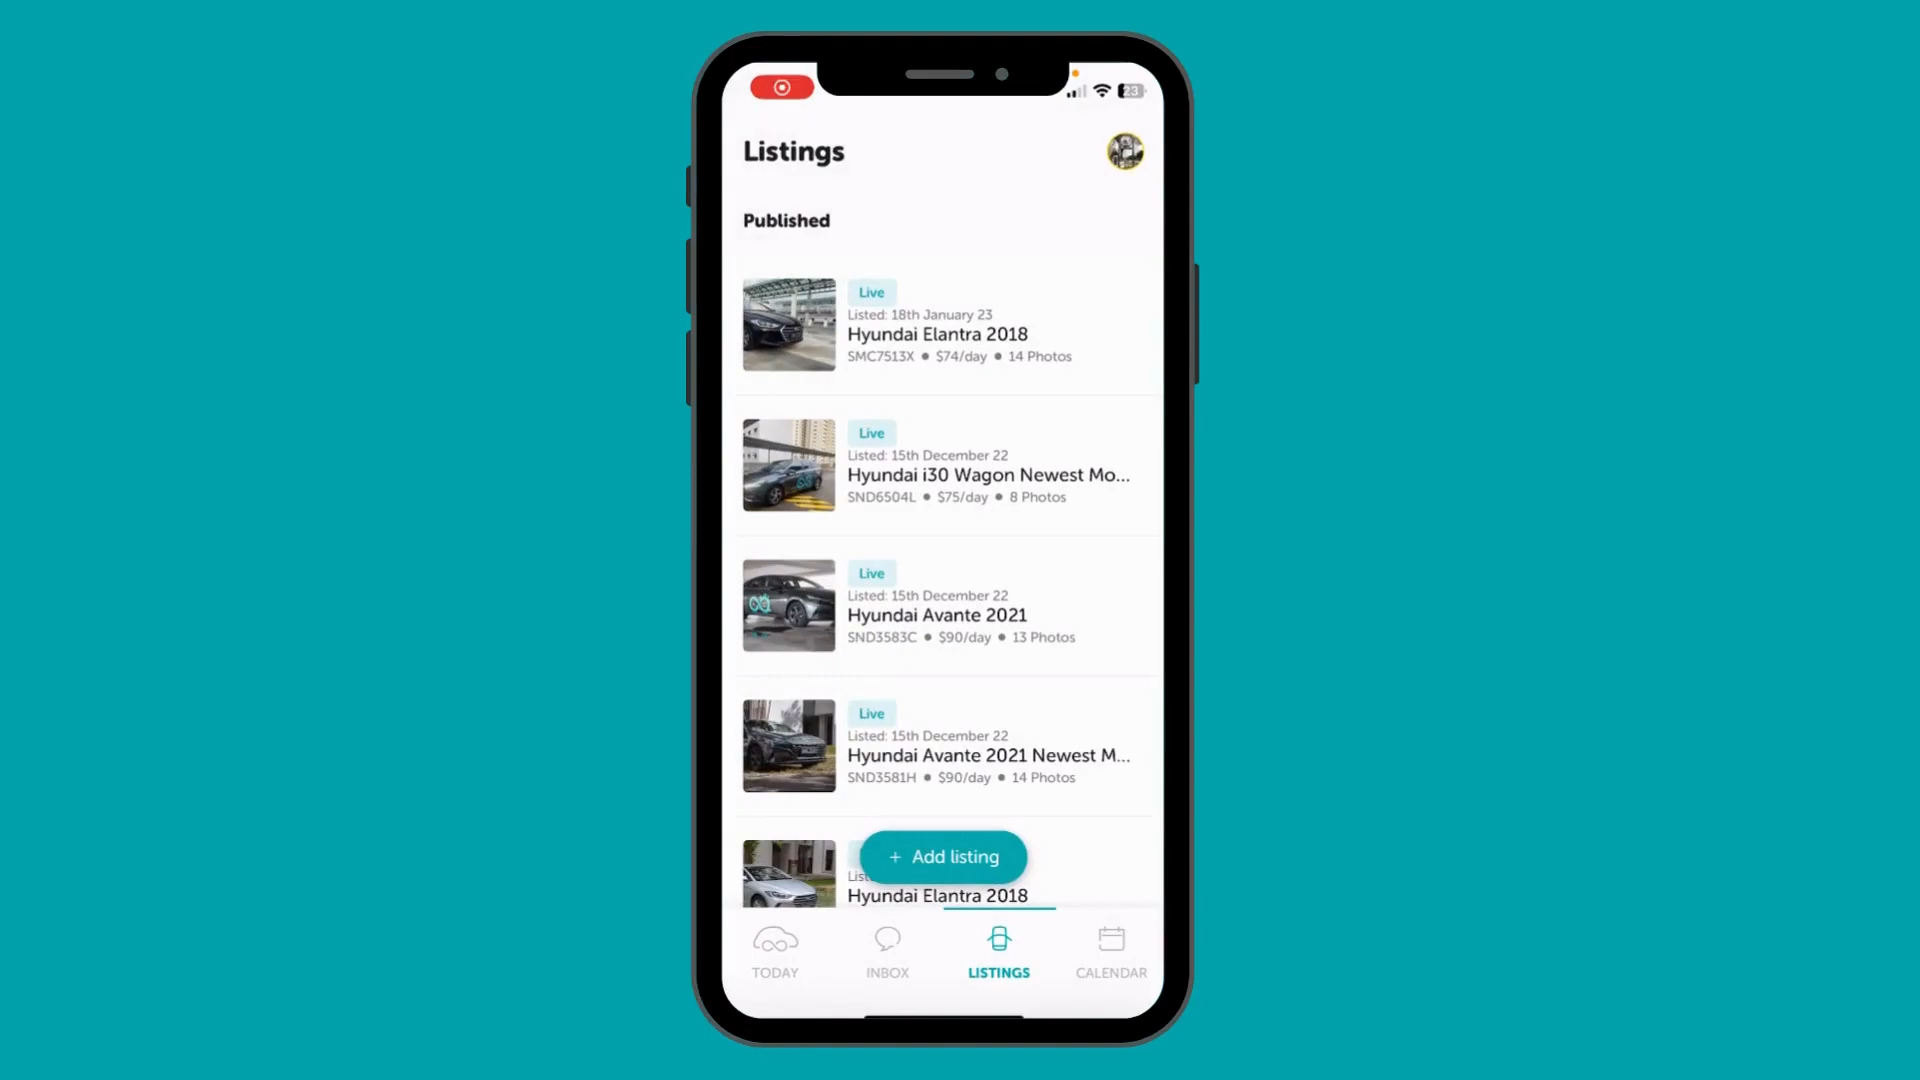 23
Listings
Published
Live
Listed: 18th January 23
Hyundai Elantra 2018
SMC7513X ● $74/day ● 14 Photos
Live
Listed: 15th December 22
Hyundai i30 Wagon Newest Mo...
SND6504L ● $75/day ● 8 Photos
Live
Listed: 15th December 22
Hyundai Avante 2021
SND3583C ● $90/day ● 13 Photos
Live
Listed: 15th December 22
Hyundai Avante 2021 Newest M...
SND3581H ● $90/day ● 14 Photos
+ Add listing
List
Hyundai Elantra 2018
TODAY INBOX LISTINGS CALENDAR